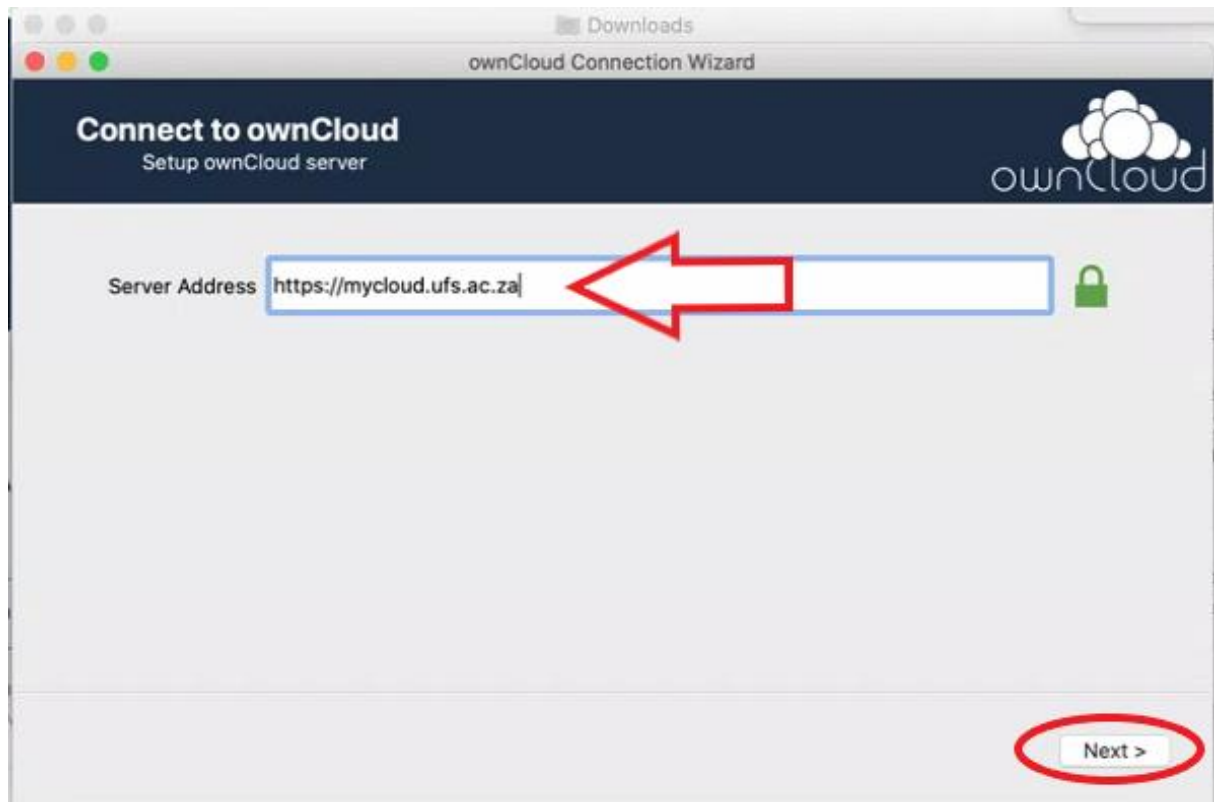 Downloads
ownCloud Connection Wizard
Connect to ownCloud
Setup ownCloud server
ownCloud
Server Address https://mycloud.ufs.ac.za
Next >